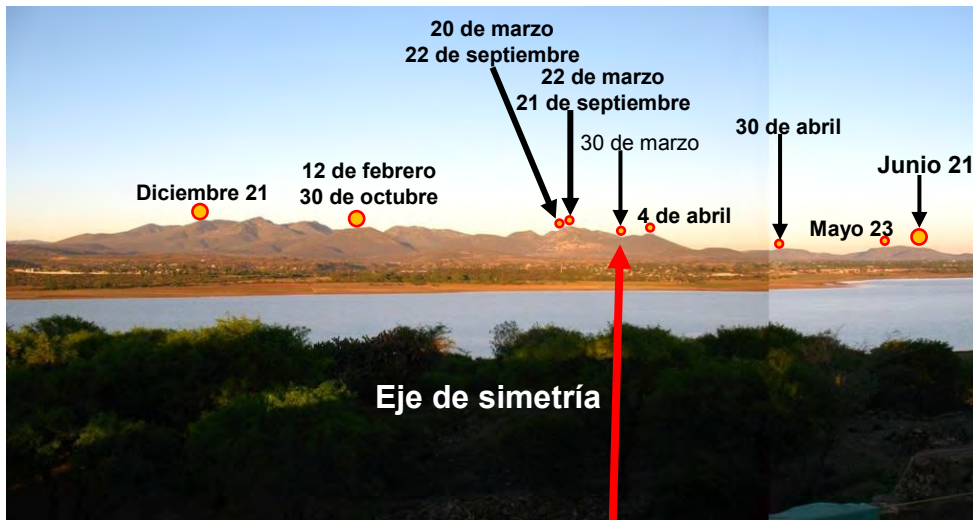 20 de marzo
22 de septiembre
22 de marzo
21 de septiembre
30 de marzo
30 de abril
Junio 21
12 de febrero
30 de octubre
Diciembre 21
4 de abril
Mayo 23
Eje de simetría